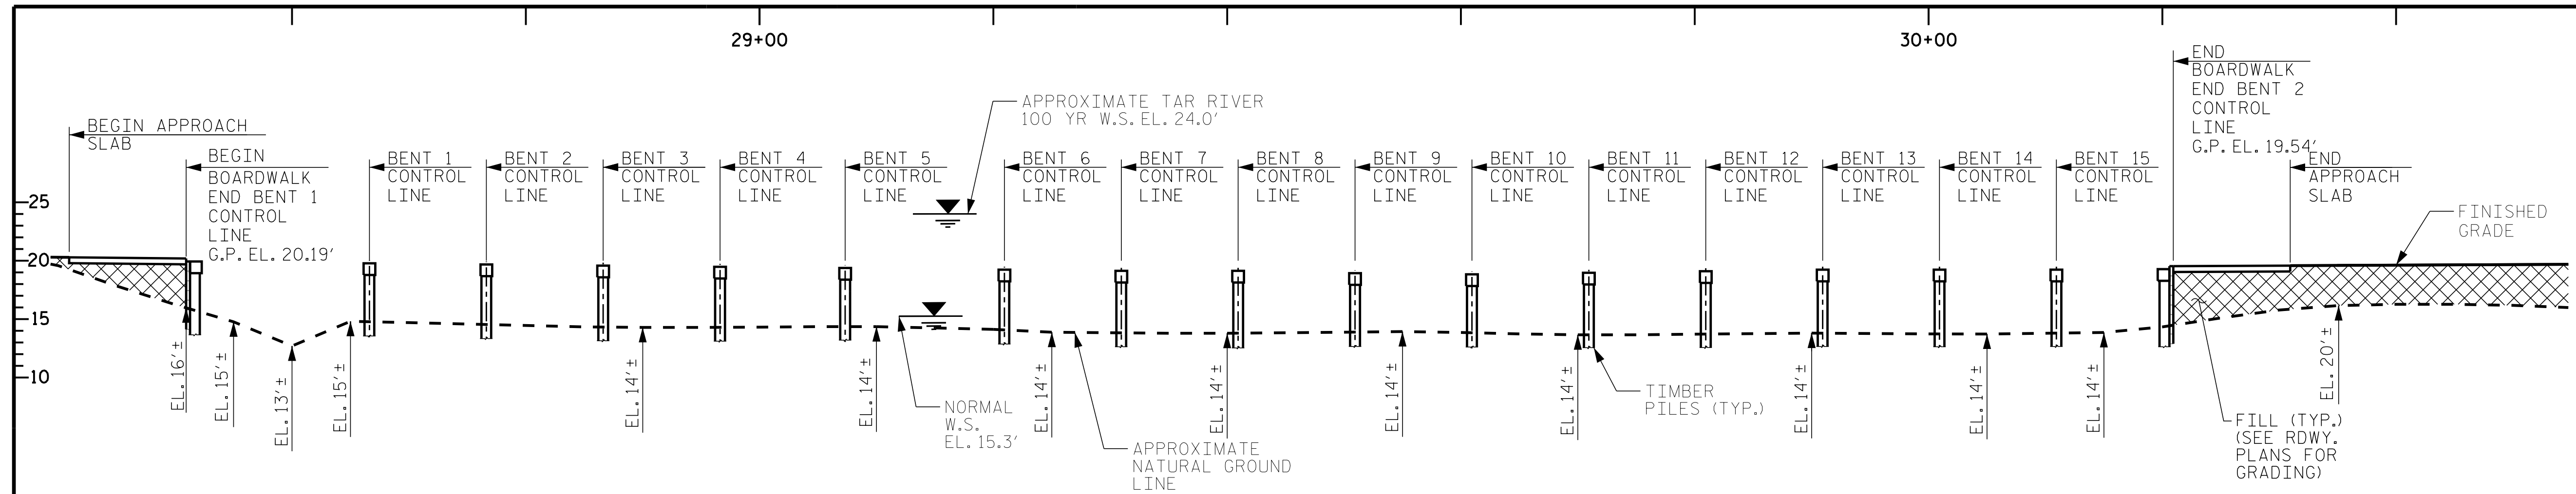 29+00
30+00
BEGIN APPROACH
SLAB
BEGIN
BOARDWALK
END BENT 1
CONTROL
LINE
G.P. EL. 20.19'
BENT 1
CONTROL
LINE
BENT 2
CONTROL
LINE
BENT 3
CONTROL
LINE
BENT 4
CONTROL
LINE
BENT 5
CONTROL
LINE
APPROXIMATE TAR RIVER
100 YR W.S. EL. 24.0'
BENT 6
CONTROL
LINE
BENT 7
CONTROL
LINE
BENT 8
CONTROL
LINE
BENT 9
CONTROL
LINE
BENT 10
CONTROL
LINE
BENT 11
CONTROL
LINE
BENT 12
CONTROL
LINE
BENT 13
CONTROL
LINE
BENT 14
CONTROL
LINE
BENT 15
CONTROL
LINE
END
BOARDWALK
END BENT 2
CONTROL
LINE
G.P. EL. 19.54'
END
APPROACH
SLAB
FINISHED
GRADE
25
20
15
10
EL. 16'±
EL. 15'±
EL. 13'±
EL. 15'±
EL. 14'±
EL. 14'±
NORMAL
W.S.
EL. 15.3'
EL. 14'±
APPROXIMATE
NATURAL GROUND
LINE
EL. 14'±
EL. 14'±
EL. 14'±
TIMBER
PILES (TYP.)
EL. 14'±
EL. 14'±
EL. 14'±
FILL (TYP.)
(SEE RDWY.
PLANS FOR
GRADING)
EL. 20'±